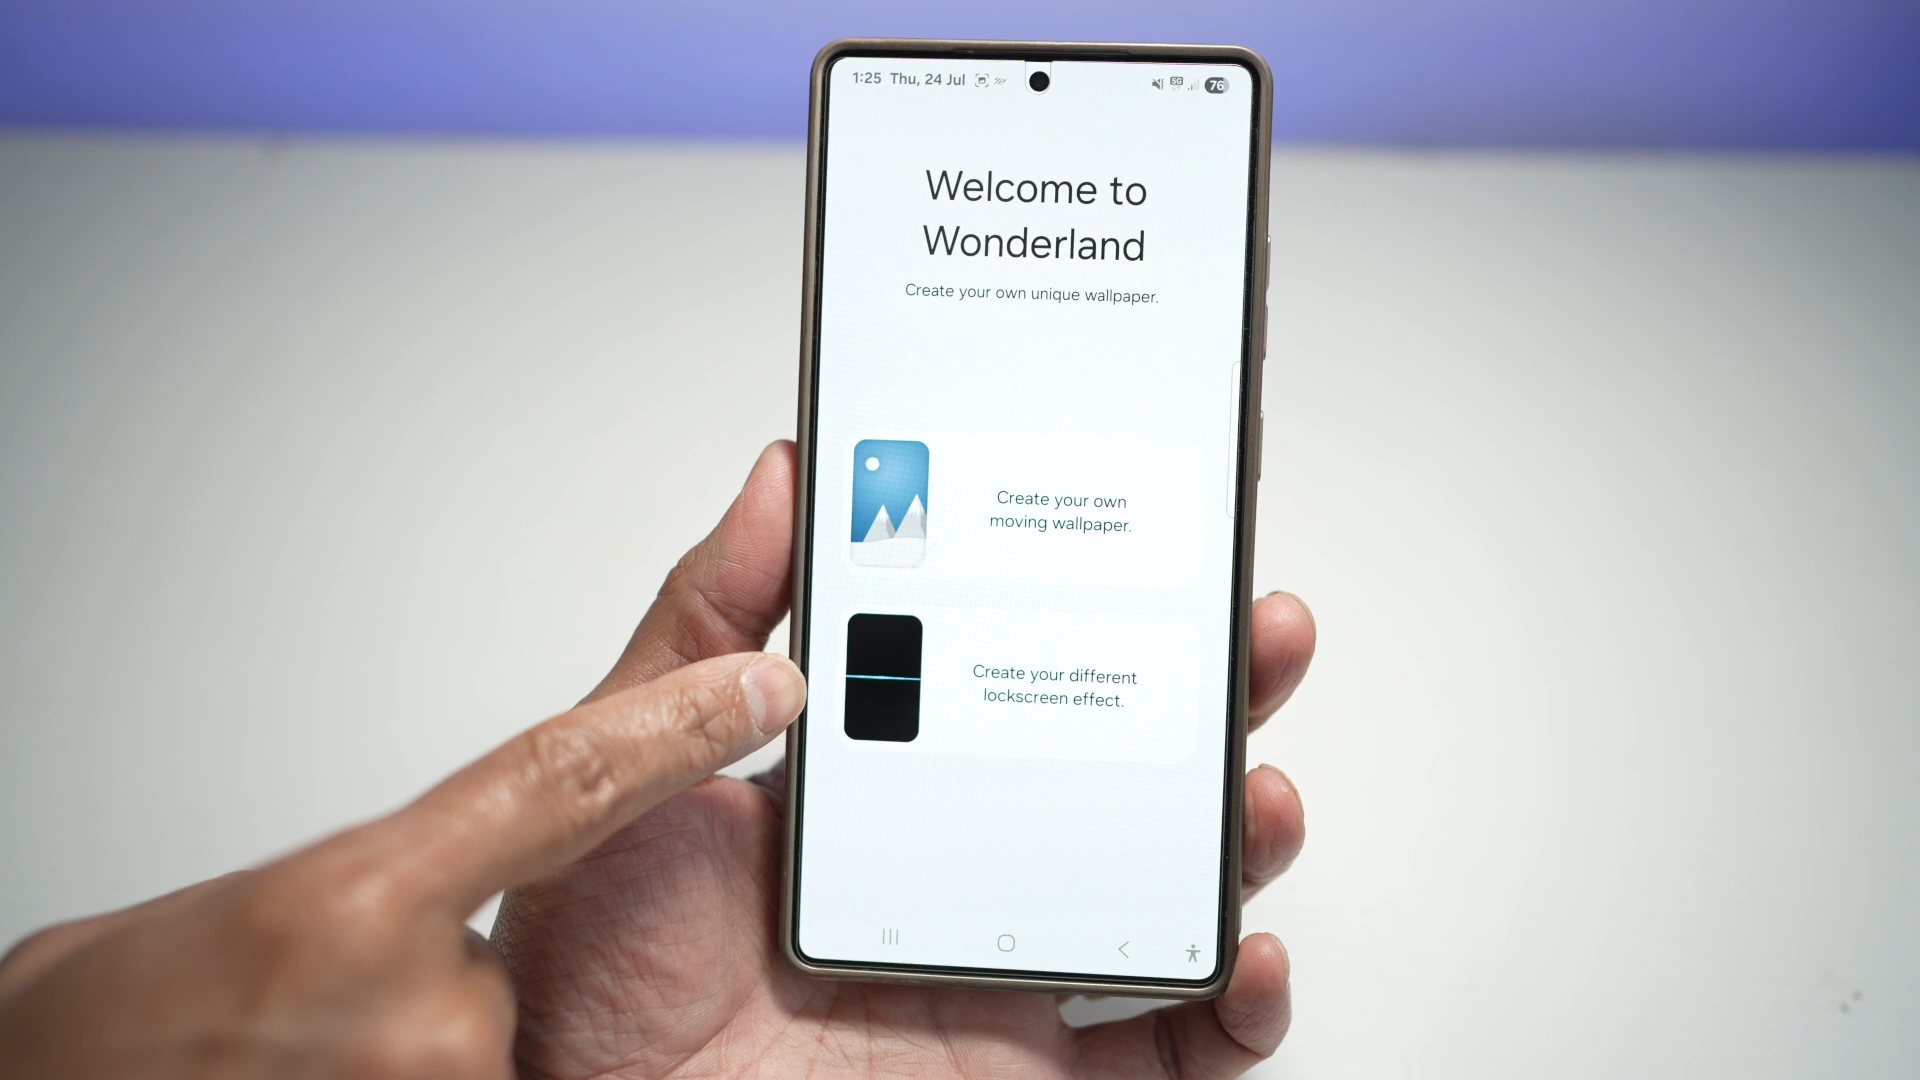 1:25 Thu, 24 Jul
5G
76
Welcome to
Wonderland
Create your own unique wallpaper.
Create your own
moving wallpaper.
Create your different
lockscreen effect.